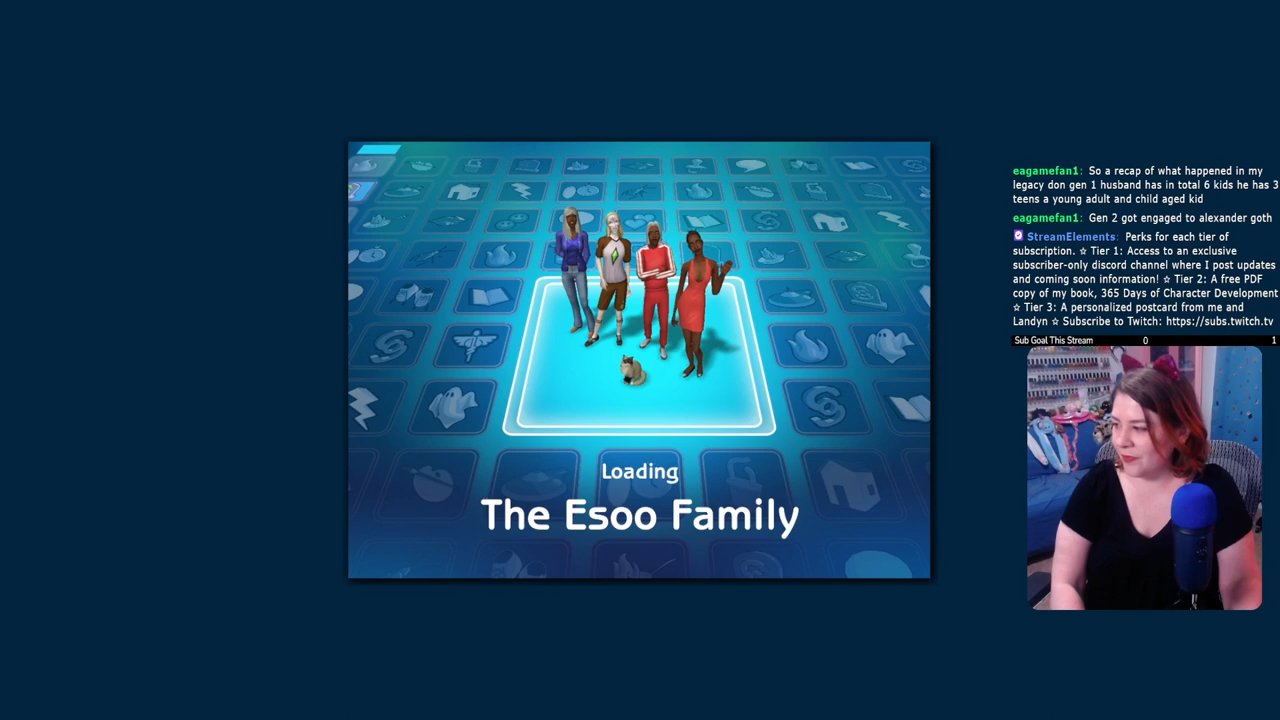 eagamefan1: So a recap of what happened in my
legacy don gen 1 husband has in total 6 kids he has 3
teens a young adult and child aged kid
eagamefan1: Gen 2 got engaged to alexander goth
StreamElements: Perks for each tier of
subscription. ☆ Tier 1: Access to an exclusive
subscriber-only discord channel where I post updates
and coming soon information! ☆ Tier 2: A free PDF
copy of my book, 365 Days of Character Development
☆ Tier 3: A personalized postcard from me and
Landyn ☆ Subscribe to Twitch: https://subs.twitch.tv
Sub Goal This Stream 0 1
Loading
The Esoo Family